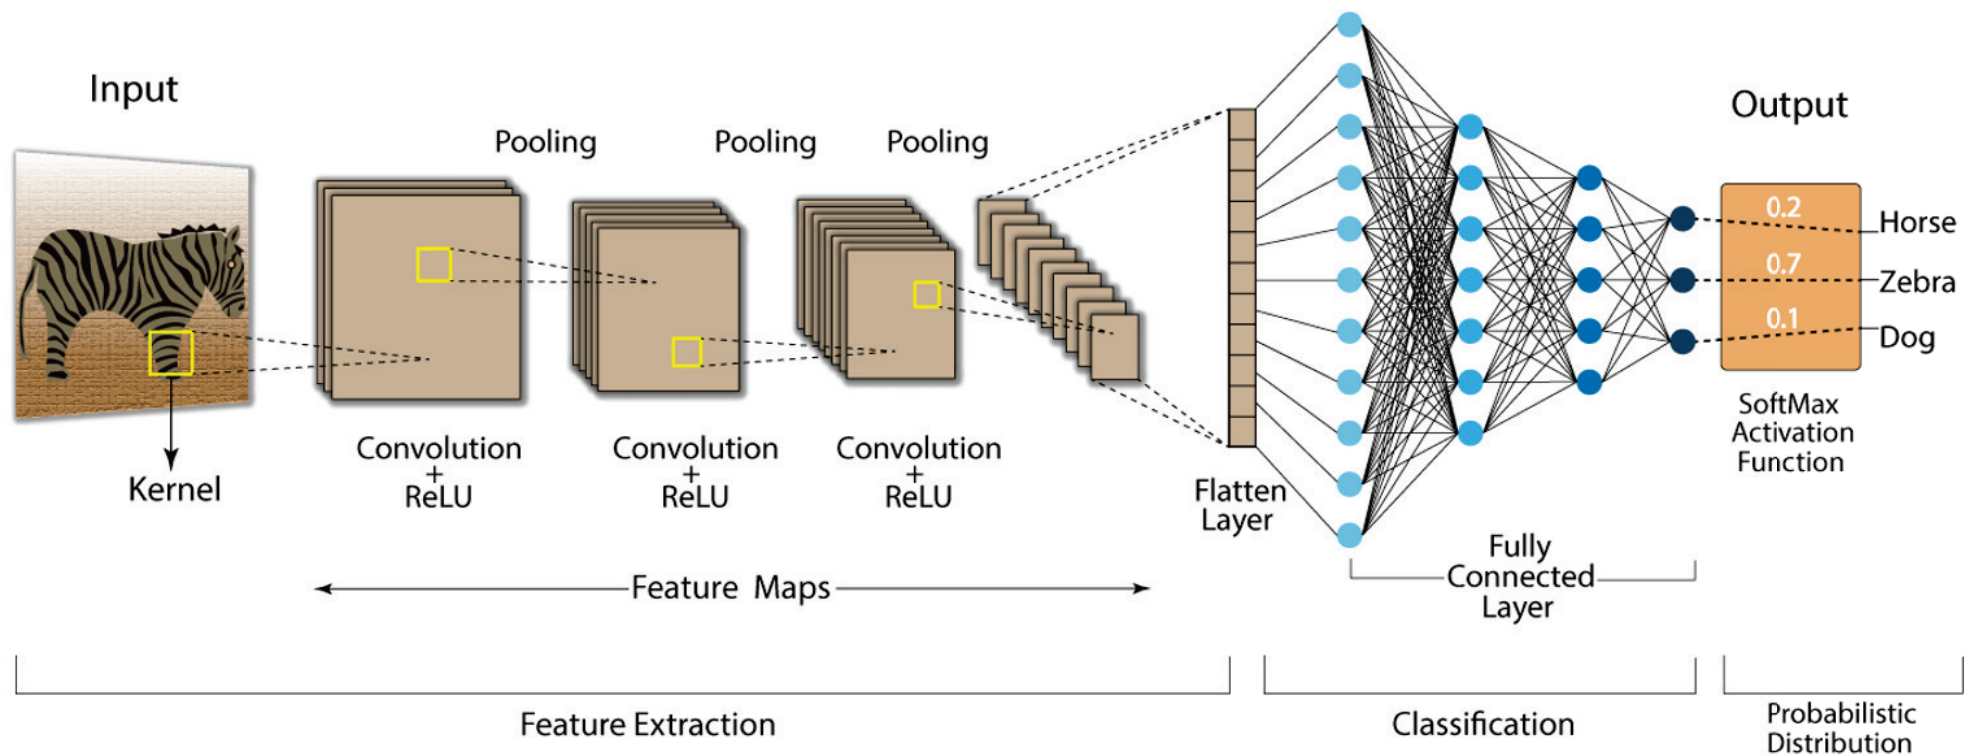 Input
Pooling
Pooling
Pooling
Output
0.2
Horse
0.7
Zebra
0.1
Dog
Kernel
Convolution
+
ReLU
Convolution
+
ReLU
Convolution
+
ReLU
Flatten
Layer
SoftMax
Activation
Function
Feature Maps
Fully
Connected
Layer
Feature Extraction
Classification
Probabilistic
Distribution